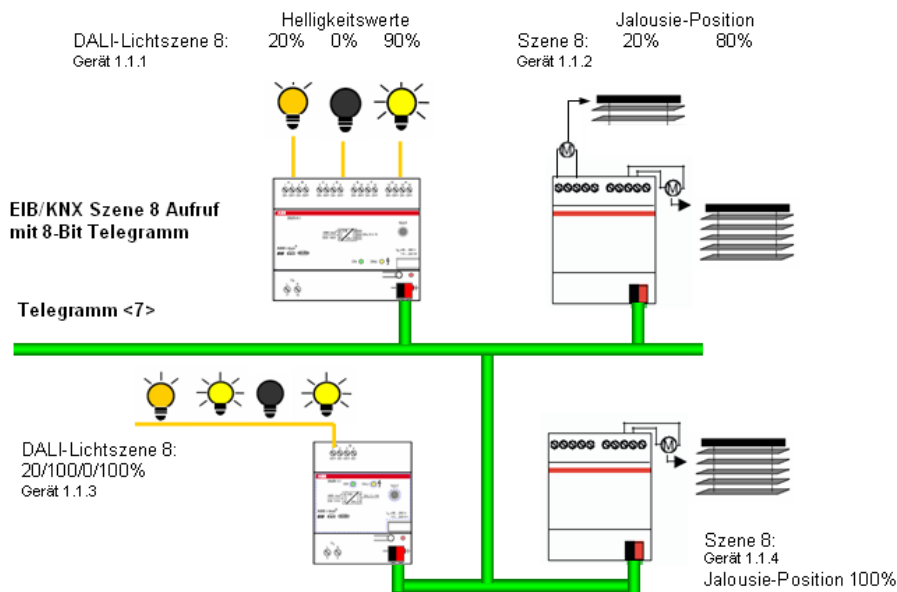 Helligkeitswerte
DALI-Lichtszene 8: 20% 0% 90%
Gerät 1.1.1
Jalousie-Position
Szene 8: 20% 80%
Gerät 1.1.2
M
M
EIB/KNX Szene 8 Aufruf
mit 8-Bit Telegramm
Telegramm <7>
DALI-Lichtszene 8:
20/100/0/100%
Gerät 1.1.3
M
Szene 8:
Gerät 1.1.4
Jalousie-Position 100%